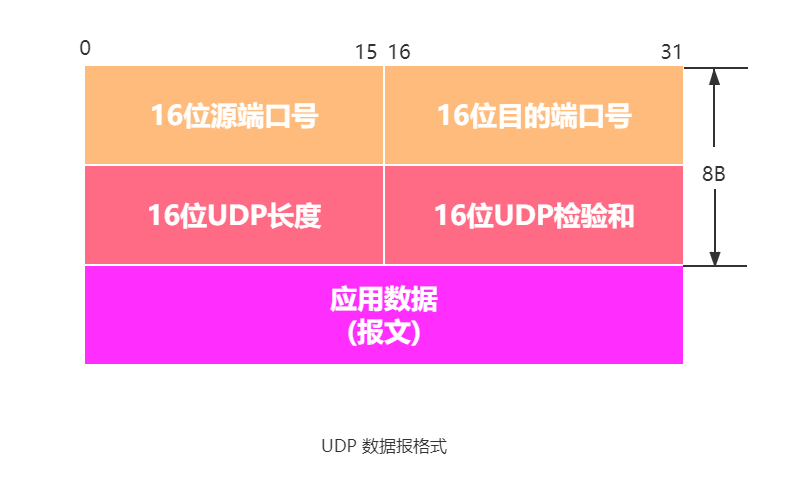 0 15 16 31
16位源端口号 16位目的端口号
8B
16位UDP长度 16位UDP检验和
应用数据
(报文)
UDP 数据报格式